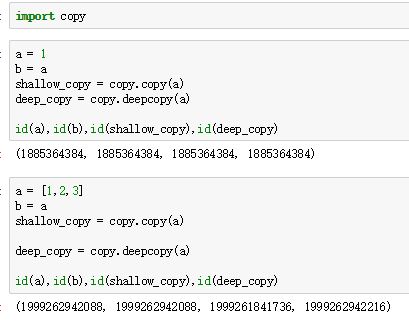 import copy
a = 1
b = a
shallow_copy = copy.copy(a)
deep_copy = copy.deepcopy(a)
id(a),id(b),id(shallow_copy),id(deep_copy)
(1885364384, 1885364384, 1885364384, 1885364384)
a = [1,2,3]
b = a
shallow_copy = copy.copy(a)
deep_copy = copy.deepcopy(a)
id(a),id(b),id(shallow_copy),id(deep_copy)
(1999262942088, 1999262942088, 1999261841736, 1999262942216)